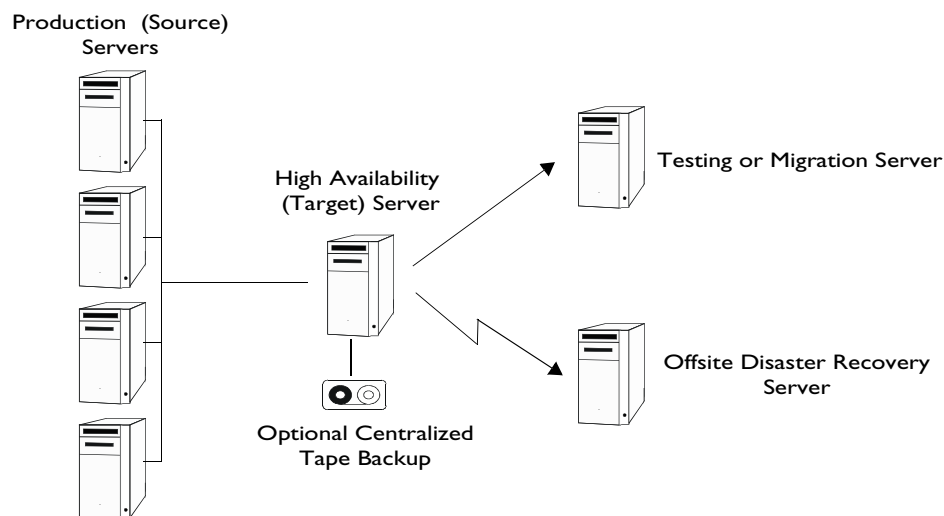 Production (Source)
Servers
High Availability
(Target) Server
Testing or Migration Server
Offsite Disaster Recovery
Server
Optional Centralized
Tape Backup